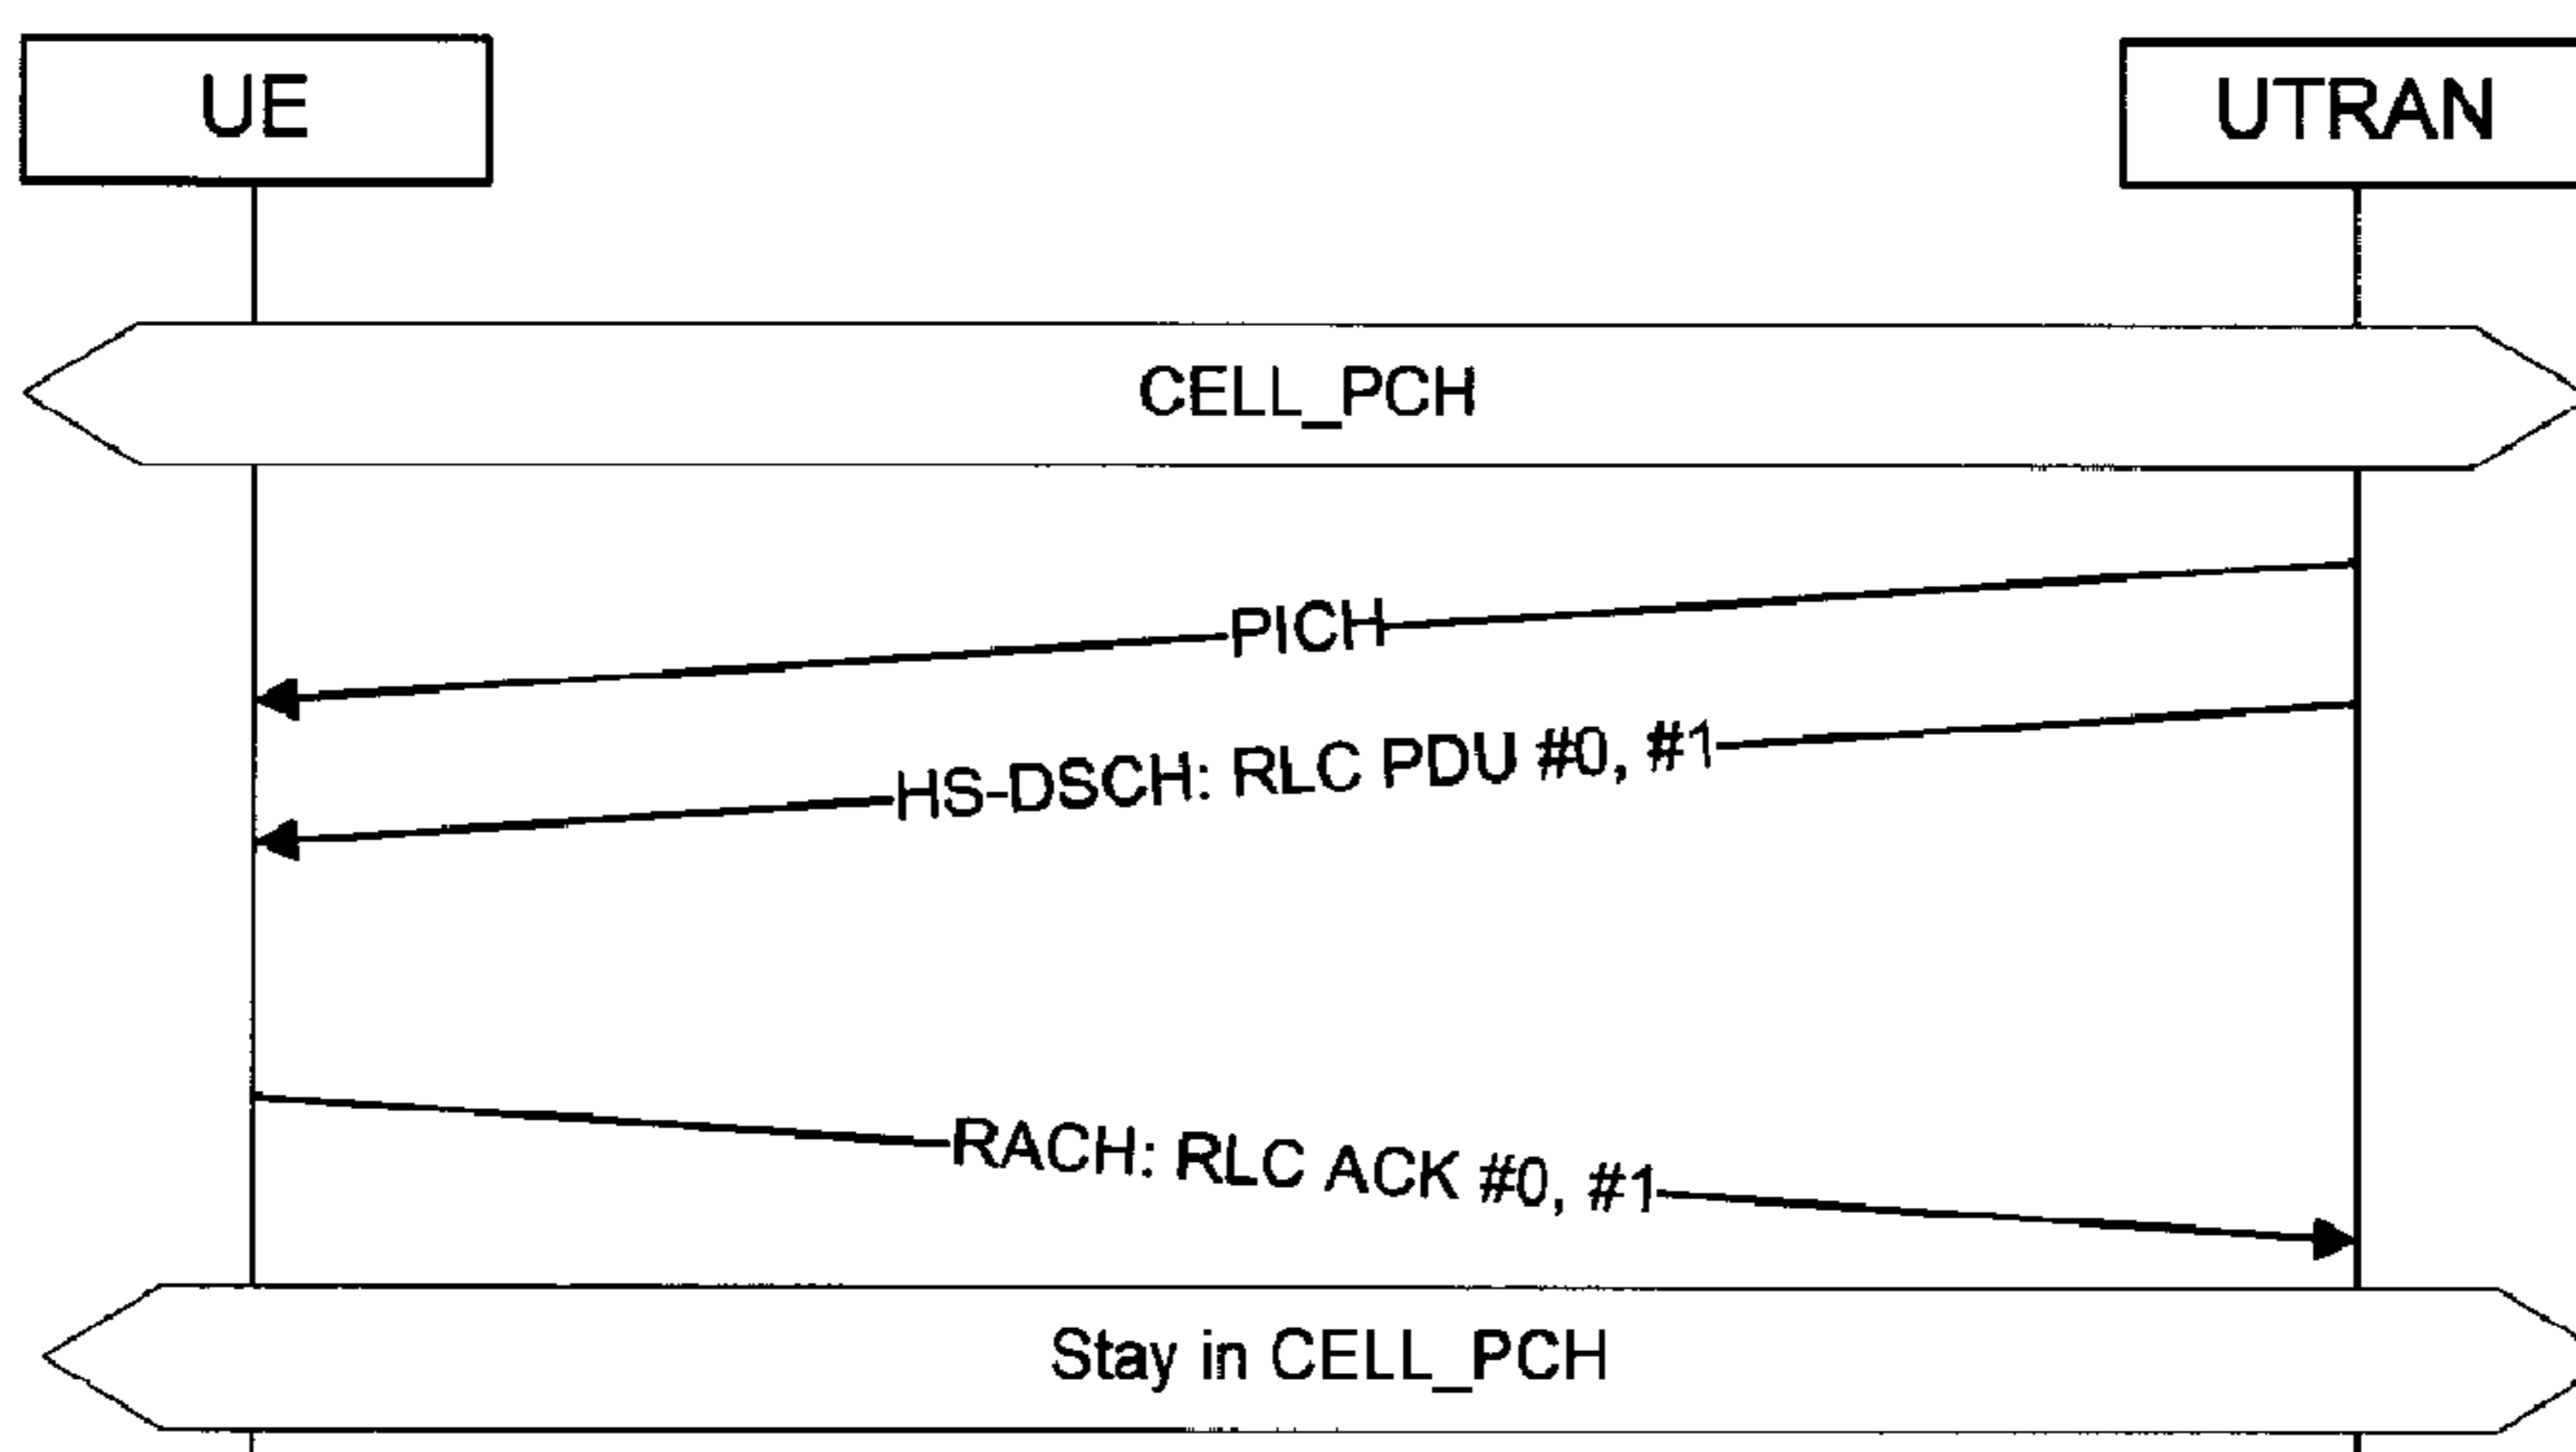 UE
UTRAN
CELL_PCH
PICH
HS-DSCH: RLC PDU #0, #1
RACH: RLC ACK #0, #1
Stay in CELL_PCH